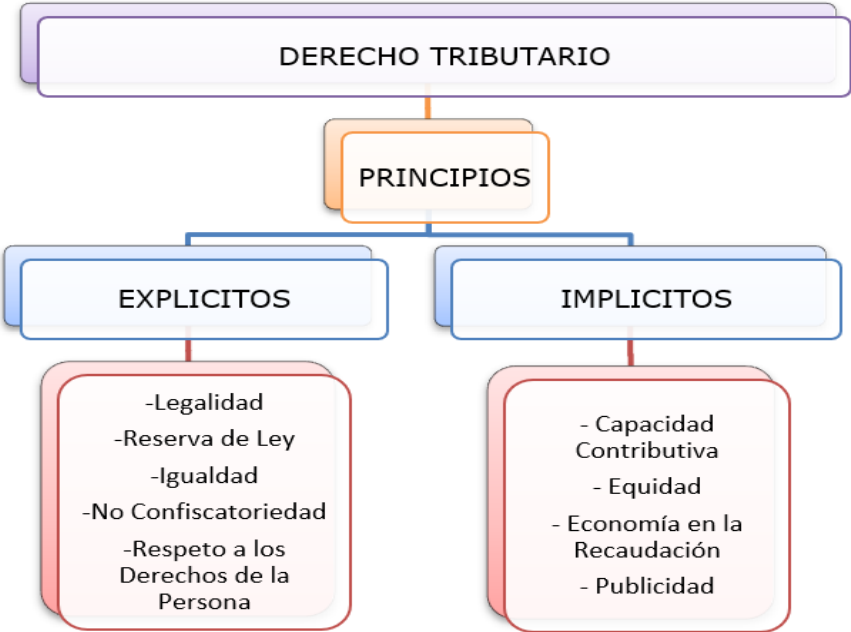 DERECHO TRIBUTARIO
PRINCIPIOS
EXPLICITOS
IMPLICITOS
-Legalidad
-Reserva de Ley
-Igualdad
-No Confiscatoriedad
-Respeto a los
Derechos de la
Persona
- Capacidad
Contributiva
- Equidad
- Economía en la
Recaudación
- Publicidad